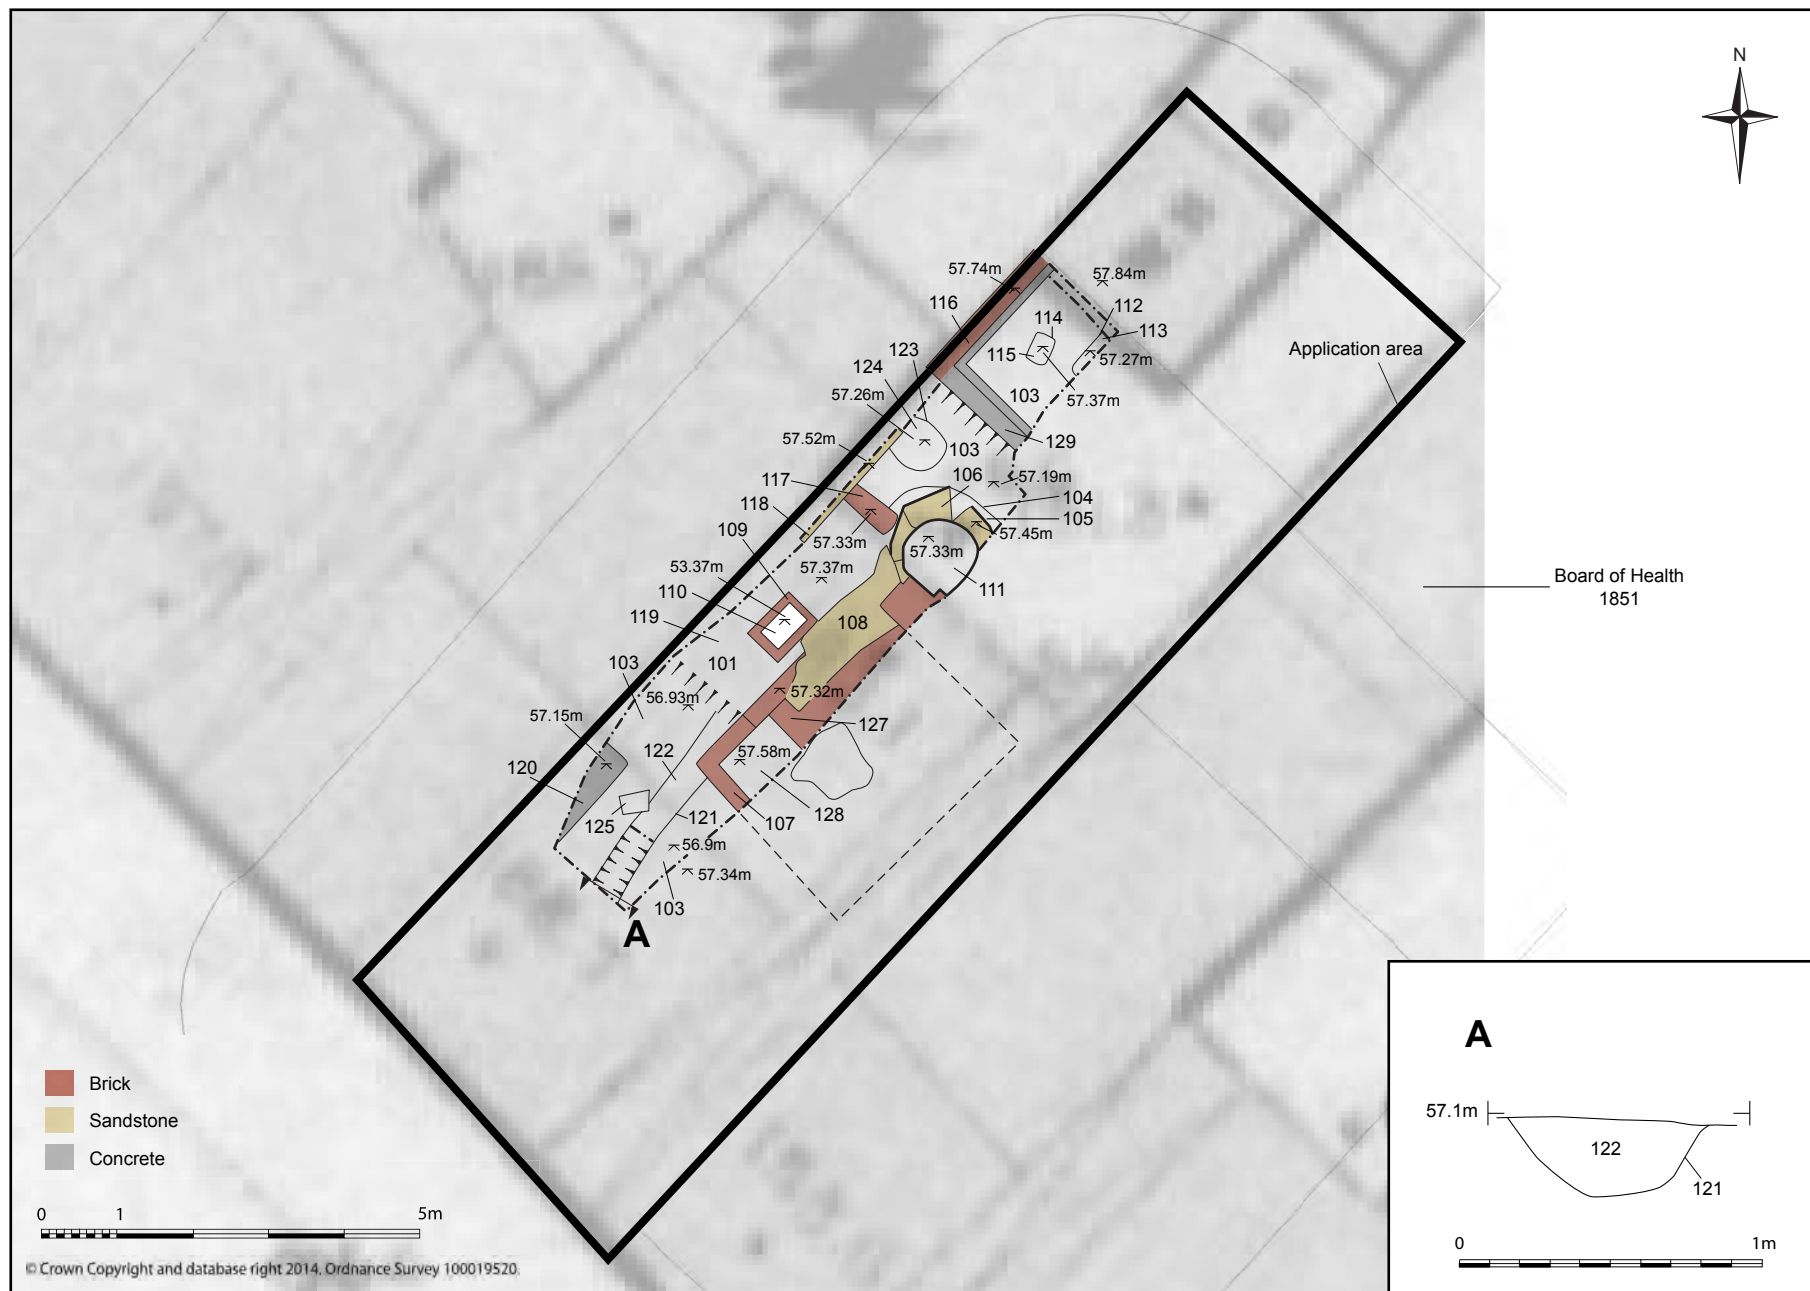 N
57.74m
57.84m
116
112
114
113
115
57.27m
Application area
123
124
57.26m
103
57.37m
129
57.52m
103
106
117
57.19m
104
118
105
57.45m
109
57.33m
57.33m
53.37m
57.37m
110
111
Board of Health
1851
119
108
101
103
56.93m
57.32m
57.15m
127
122
57.58m
120
125
121
107
128
56.9m
57.34m
103
A
Brick
Sandstone
Concrete
0 1 5m
© Crown Copyright and database right 2014. Ordnance Survey 100019520.
A
57.1m
122
121
0 1m